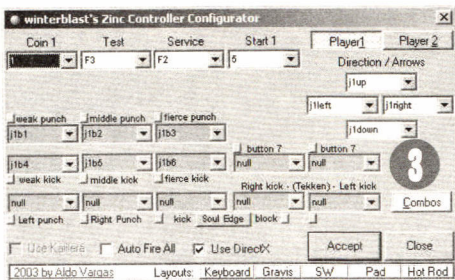 winterblast's Zinc Controller Configurator
Coin 1 Test Service Start 1 Player1 Player 2
F3 F2 5
Direction / Arrows
j1up
j1left j1right
j1down
weak punch middle punch fierce punch
j1b1 j1b2 j1b3
button 7 button 7
j1b4 j1b5 j1b6 null null
3
weak kick middle kick fierce kick
Right kick - (Tekken) - Left kick
null null null null null Combos
Left punch Right Punch kick Soul Edge block
Use Kamera Auto Fire All Use DirectX Accept Close
2003 by Aldo Vargas Layouts: Keyboard Gravis SW Pad Hot Rod